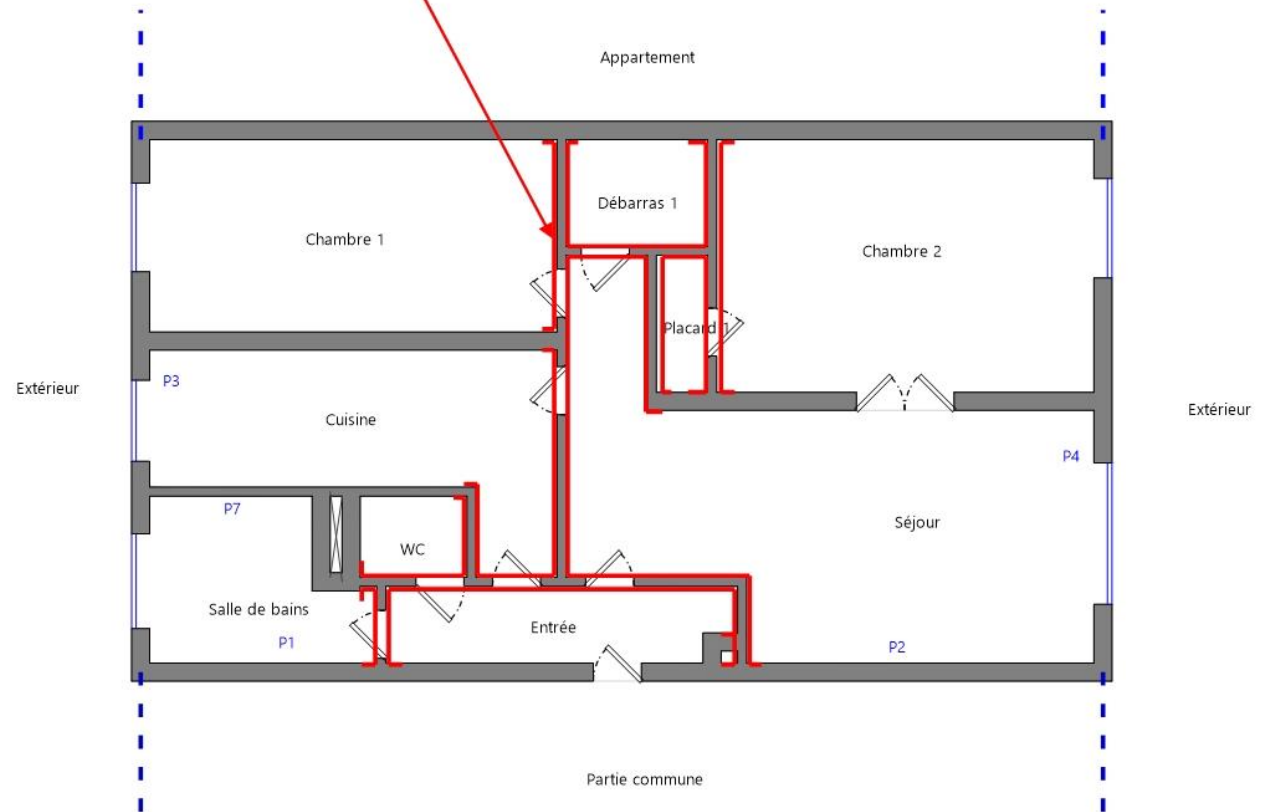 Appartement
Débarras 1
Chambre 1
Chambre 2
Placard 1
Extérieur
P3
Extérieur
Cuisine
P4
P7
Séjour
WC
Salle de bains
Entrée
P1
P2
Partie commune